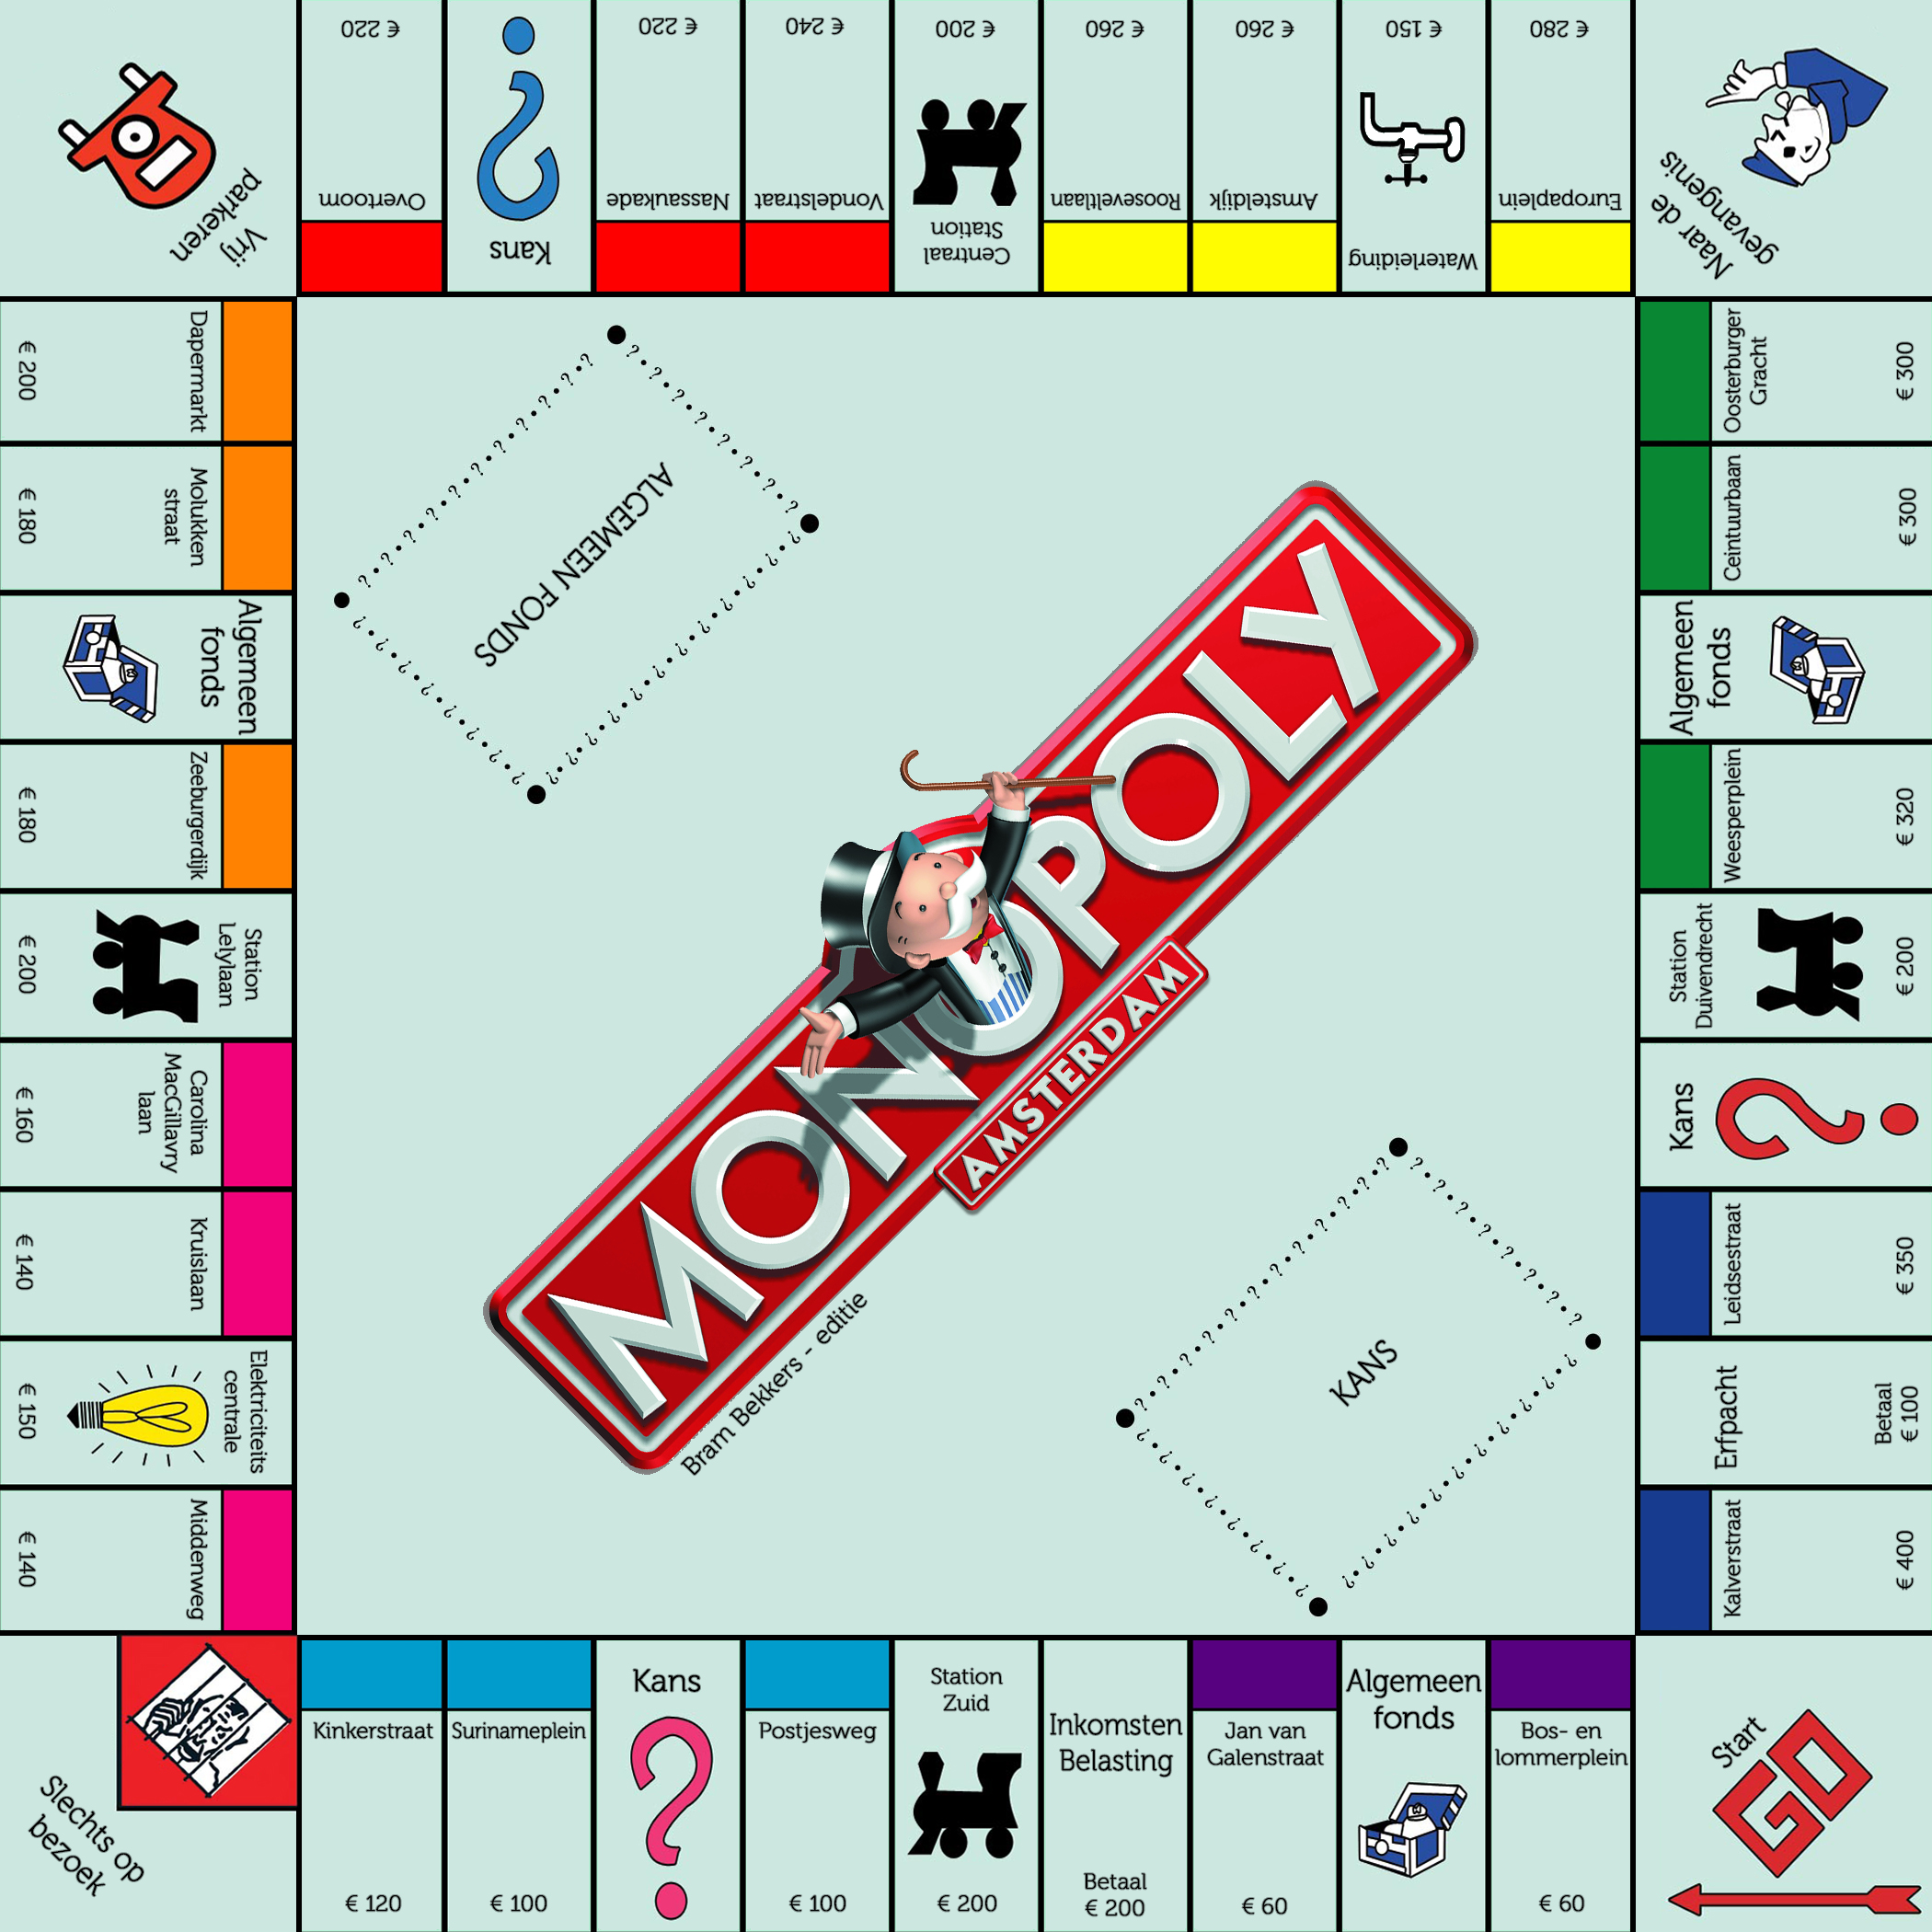 € 220
Overtoom
Kans
€ 220
Nassaukade
€ 240
Vondelstraat
€ 200
Centraal
Station
€ 260
Rooseveltlaan
€ 260
Amsteldijk
€ 150
Waterleiding
€ 280
Europaplein
Naar de
gevangenis
Vrij
parkeren
Dapermarkt
€ 200
Molukken
straat
€ 180
Algemeen
fonds
Zeeburgerdijk
€ 180
Station
Lelylaan
€ 200
Carolina
MacGillavry
laan
€ 160
Kruislaan
€ 140
Elektriciteits
centrale
€ 150
Middenweg
€ 140
Slechts op
bezoek
ALGEMEEN FONDS
MONOPOLY
AMSTERDAM
Bram Bekkers - editie
KANS
Oosterburger
Gracht
€ 300
Ceintuurbaan
€ 300
Algemeen
fonds
Weesperplein
€ 320
Station
Duivendrecht
€ 200
Kans
Leidsestraat
€ 350
Erfpacht
Betaal
€ 100
Kalverstraat
€ 400
Kinkerstraat
€ 120
Surinameplein
€ 100
Kans
Postjesweg
€ 100
Station
Zuid
€ 200
Inkomsten
Belasting
Betaal
€ 200
Jan van
Galenstraat
€ 60
Algemeen
fonds
Bos- en
lommerplein
€ 60
Start
GO